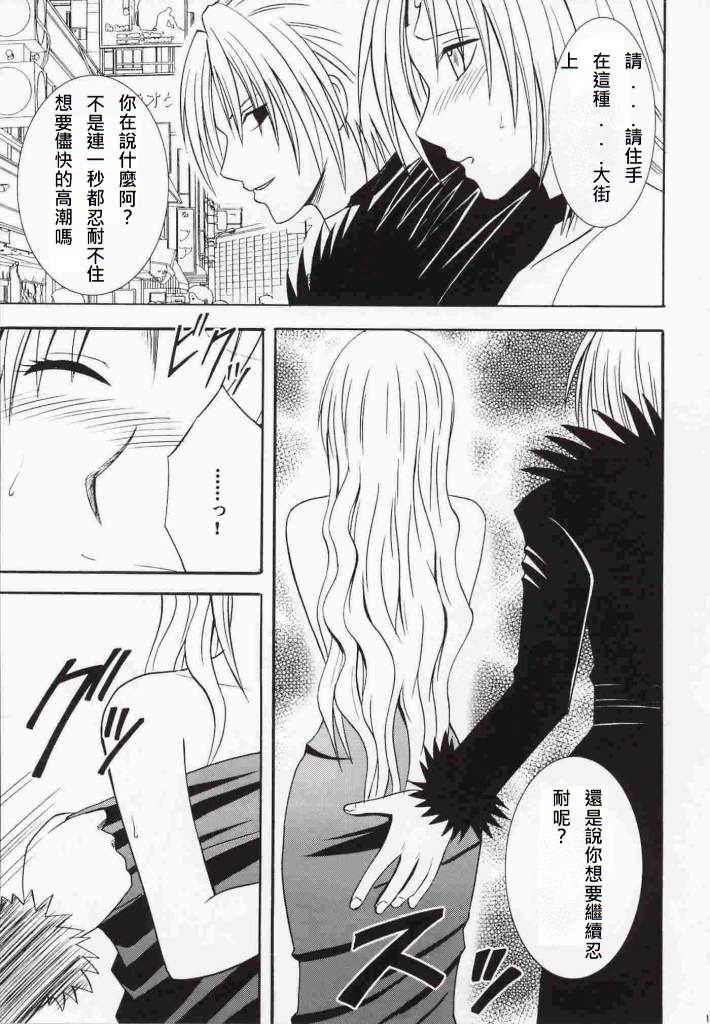 請...請住手
在這種...大街
上
你在說什麼阿?
不是連一秒都忍耐不住
想要儘快的高潮嗎
ビクッ
……っ!
還是說你想要繼續忍
耐呢?
スッ
グッ